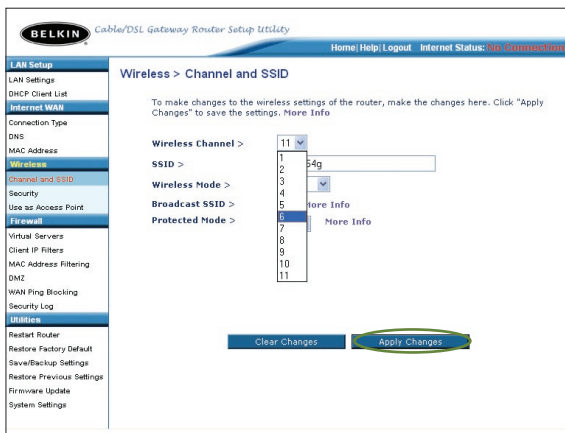 BELKIN Cable/DSL Gateway Router Setup Utility
Home| Help| Logout Internet Status: No Connection
LAN Setup
LAN Settings
DHCP Client List
Internet WAN
Connection Type
DNS
MAC Address
Wireless
Channel and SSID
Security
Use as Access Point
Firewall
Virtual Servers
Client IP Filters
MAC Address Filtering
DMZ
WAN Ping Blocking
Security Log
Utilities
Restart Router
Restore Factory Default
Save/Backup Settings
Restore Previous Settings
Firmware Update
System Settings
Wireless > Channel and SSID
To make changes to the wireless settings of the router, make the changes here. Click "Apply
Changes" to save the settings. More Info
Wireless Channel > 11
SSID > 54g
Wireless Mode >
Broadcast SSID > More Info
Protected Mode > More Info
1
2
3
4
5
6
7
8
9
10
11
Clear Changes Apply Changes